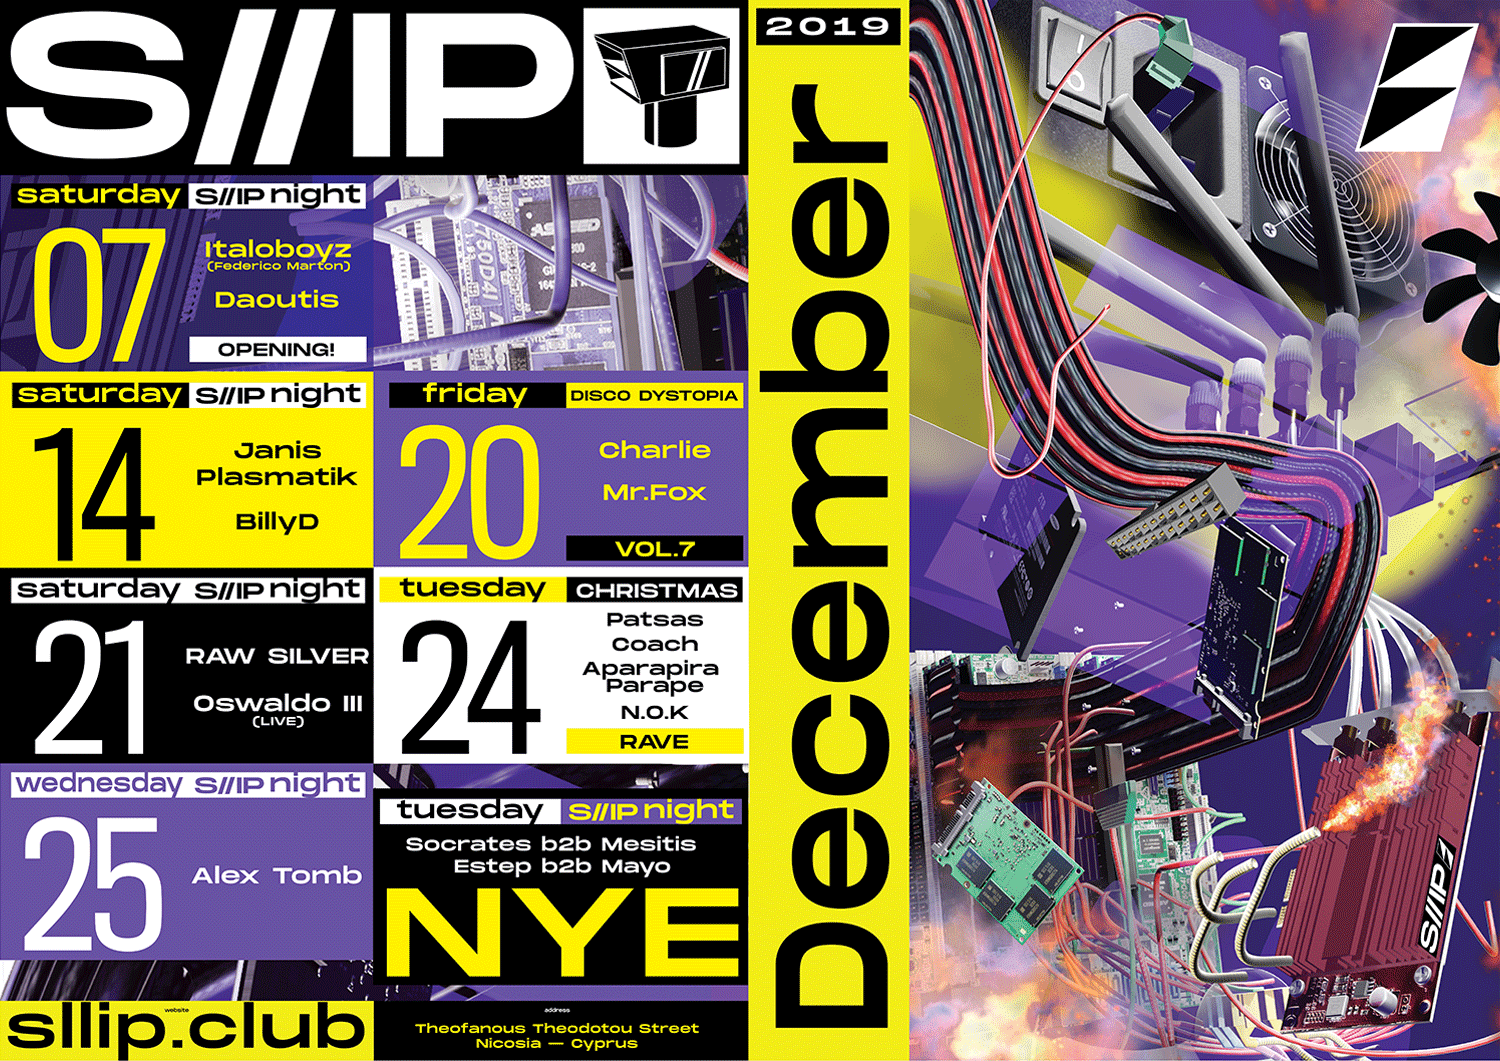 S//IP
saturday S//IP night
07
Italoboyz
(Federico Marton)
Daoutis
OPENING!
saturday S//IP night
14
Janis
Plasmatik
BillyD
friday DISCO DYSTOPIA
20
Charlie
Mr.Fox
VOL.7
saturday S//IP night
21
RAW SILVER
Oswaldo III
(LIVE)
tuesday CHRISTMAS
24
Patsas
Coach
Aparapira
Parape
N.O.K
RAVE
wednesday S//IP night
25
Alex Tomb
tuesday S//IP night
Socrates b2b Mesitis
Estep b2b Mayo
NYE
website
sllip.club
address
Theofanous Theodotou Street
Nicosia — Cyprus
2019
December
S//IP